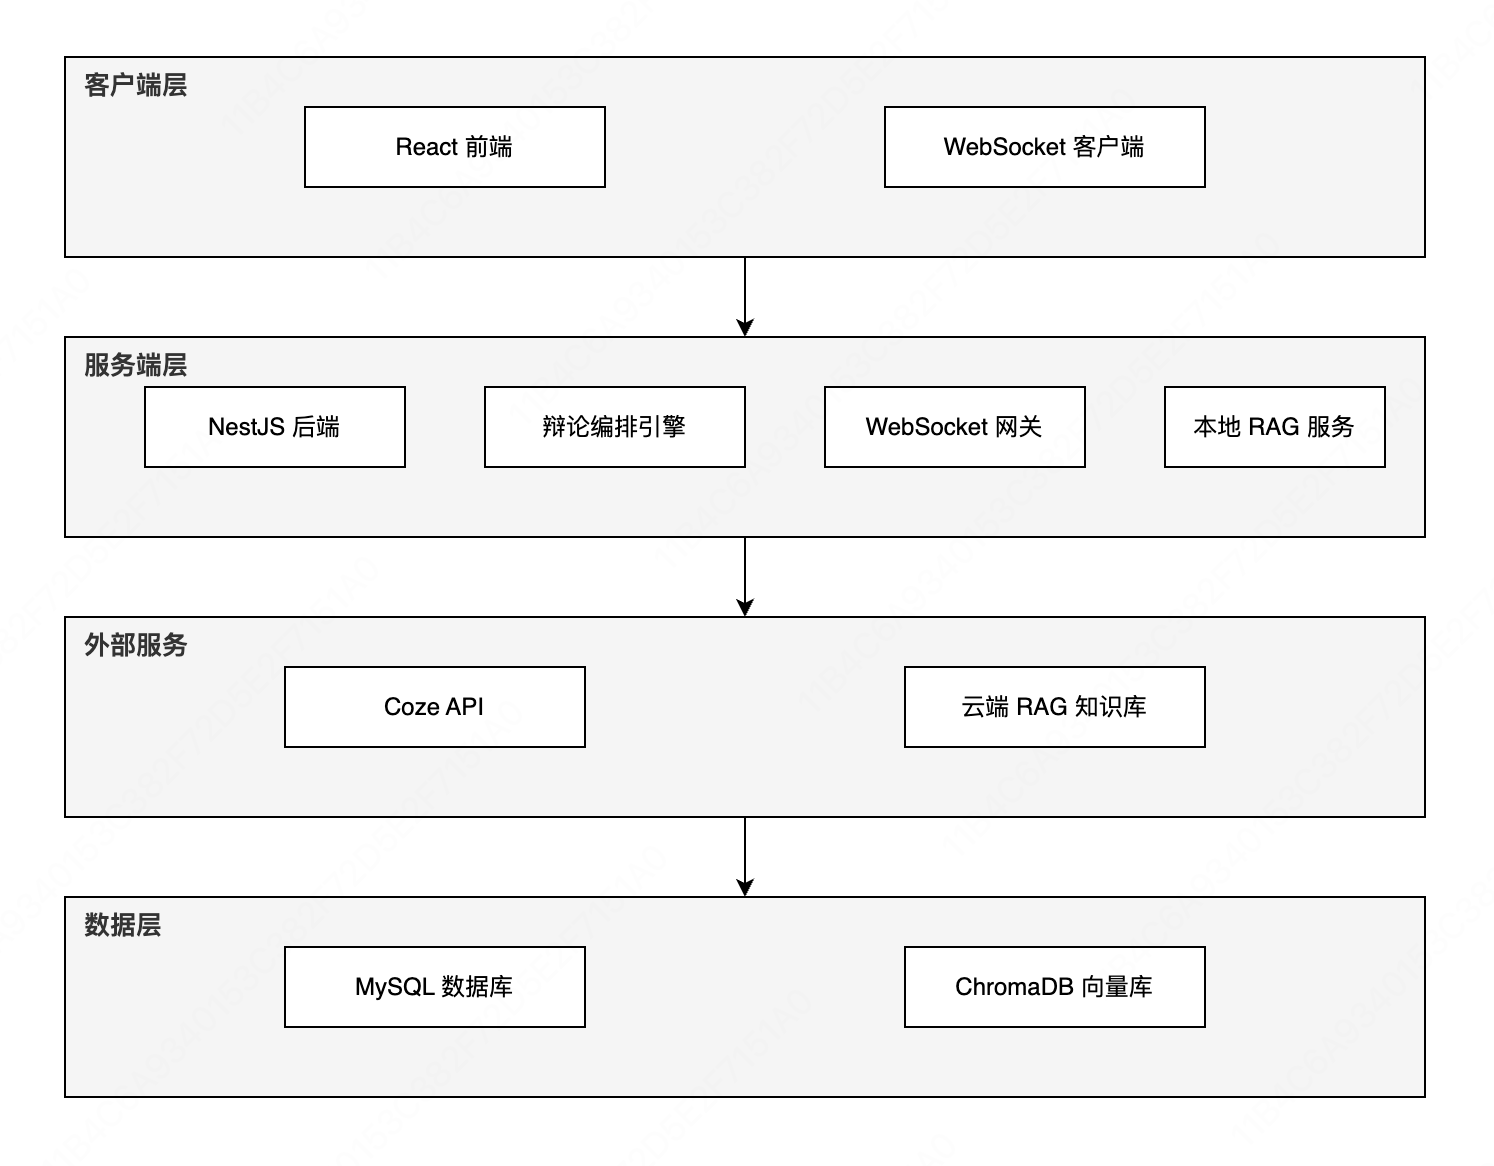 客户端层
React 前端
WebSocket 客户端
服务端层
NestJS 后端
辩论编排引擎
WebSocket 网关
本地 RAG 服务
外部服务
Coze API
云端 RAG 知识库
数据层
MySQL 数据库
ChromaDB 向量库